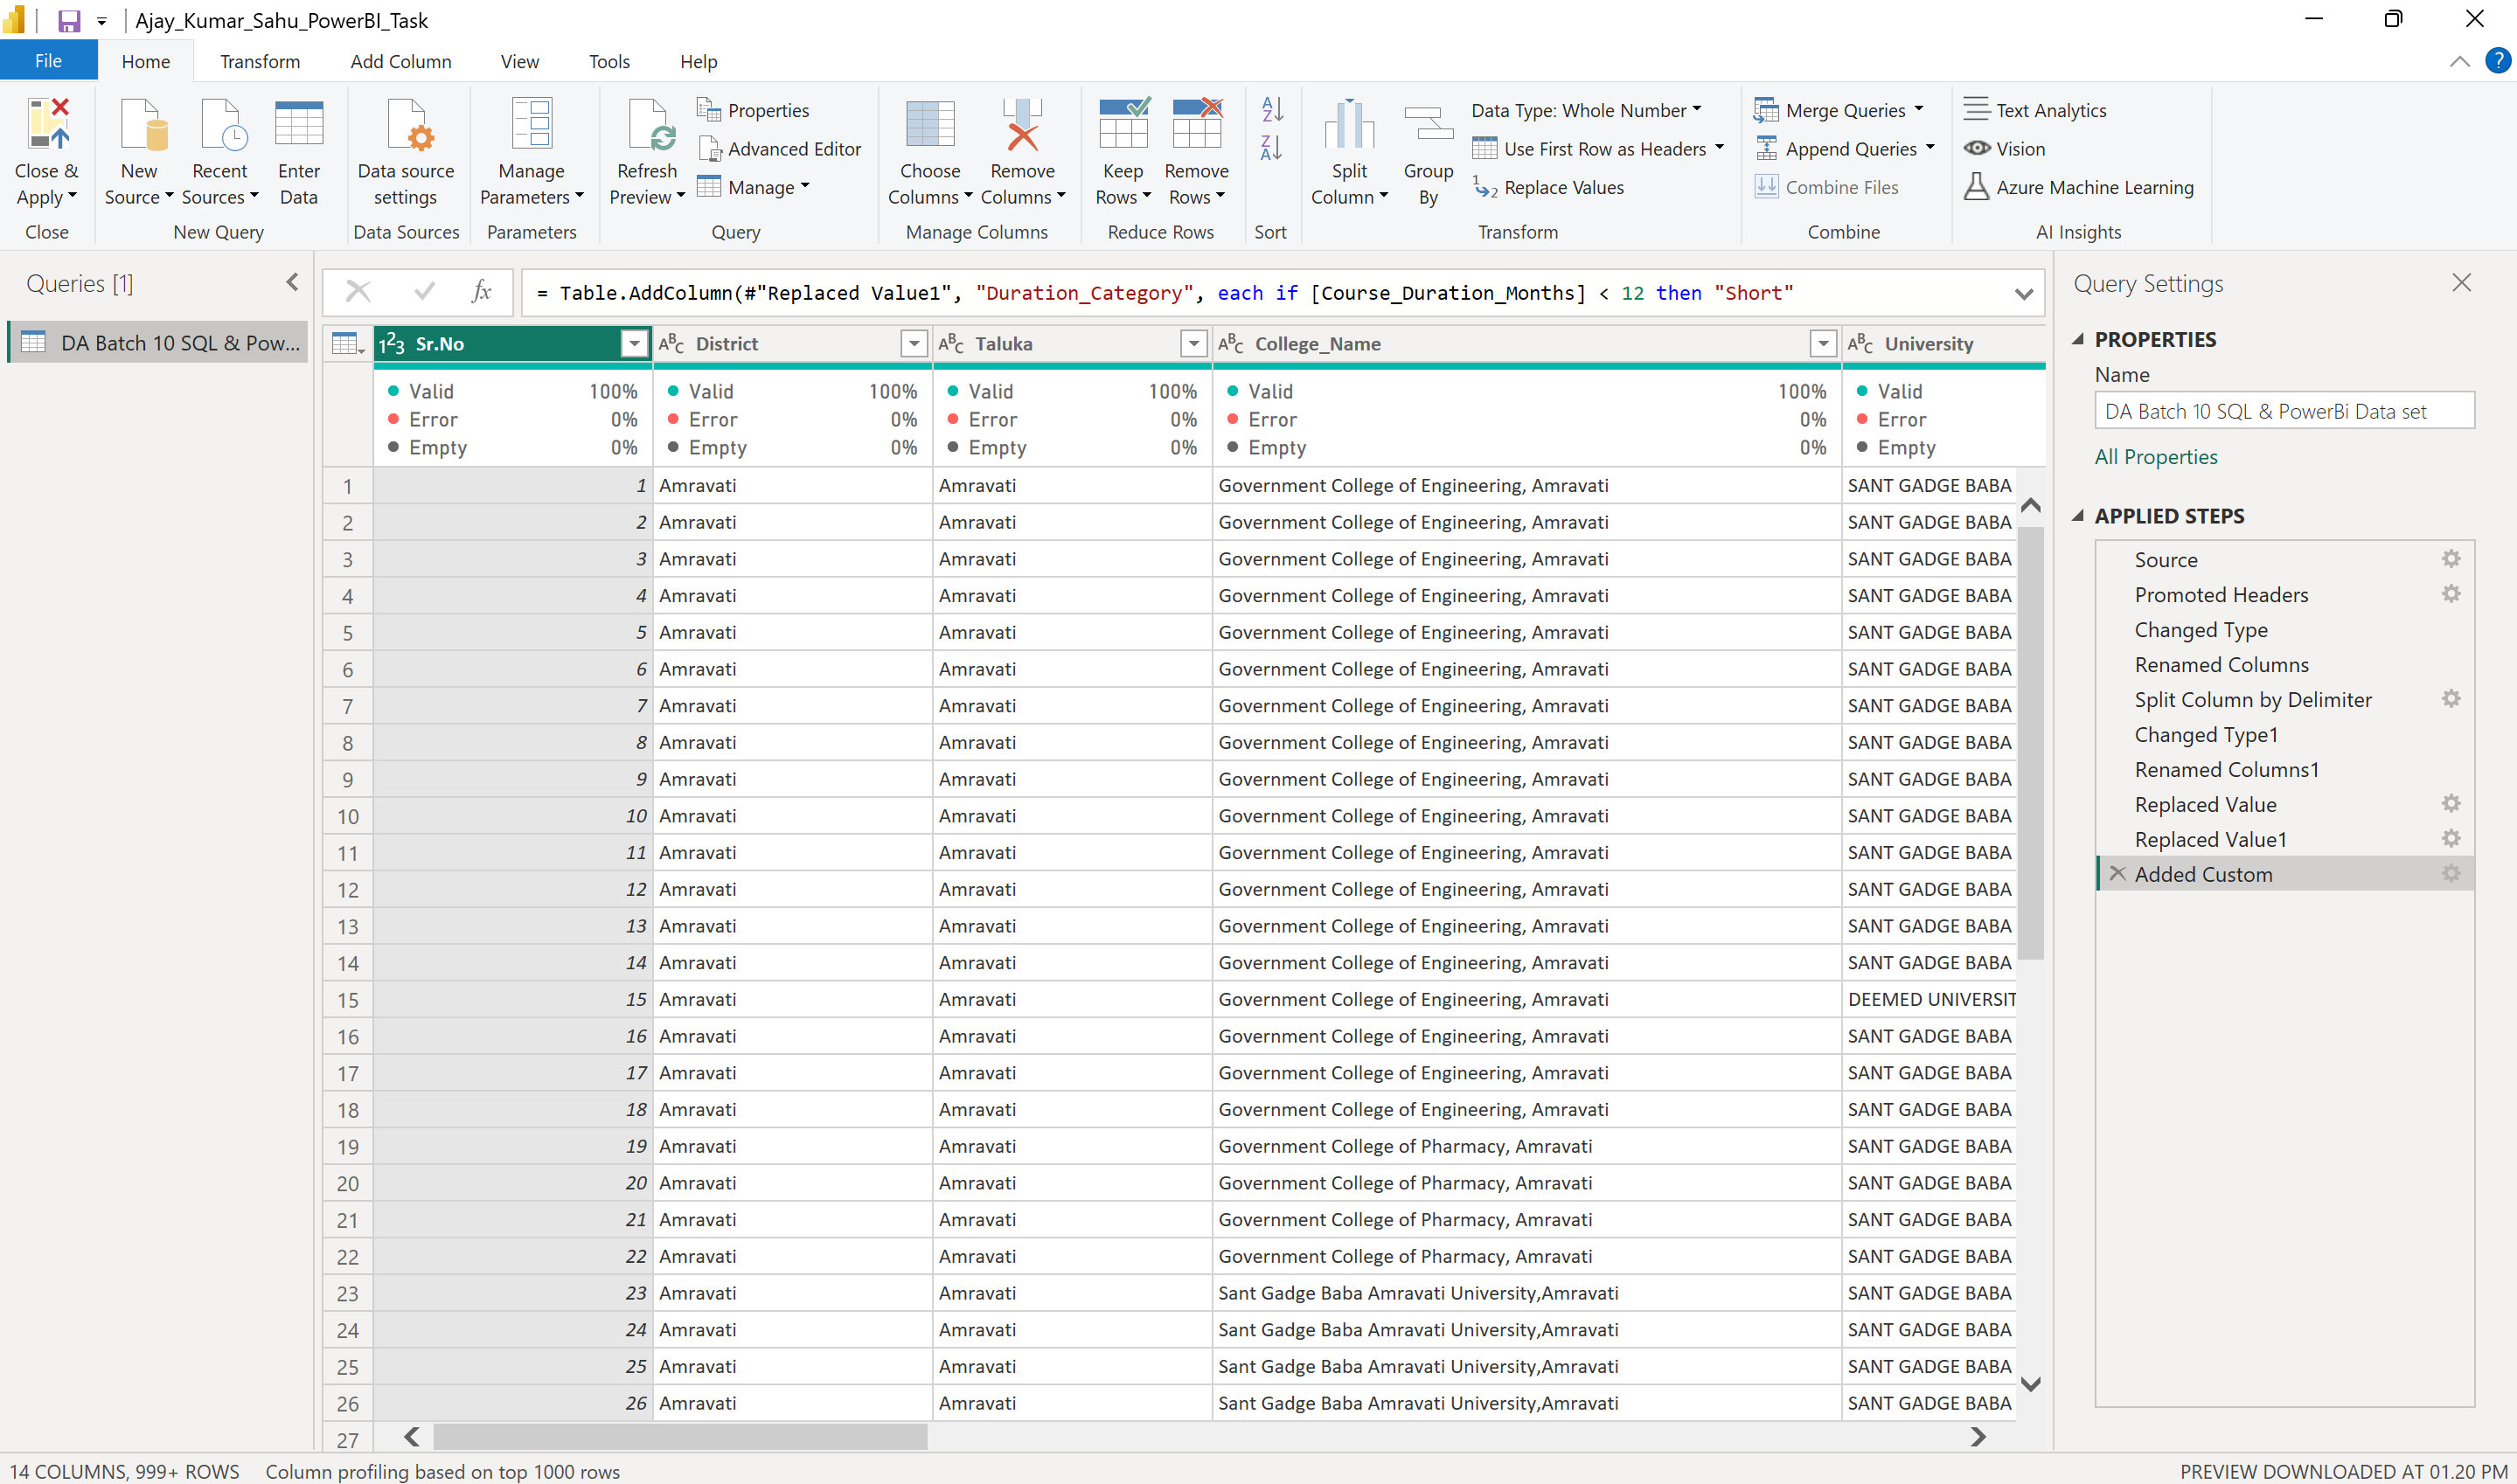 Ajay_Kumar_Sahu_PowerBI_Task
File Home Transform Add Column View Tools Help
?
Close & Apply
New Source
Recent Sources
Enter Data
Data source settings
Manage Parameters
Refresh Preview
Properties
Advanced Editor
Manage
Choose Columns
Remove Columns
Keep Rows
Remove Rows
A Z
Z A
Split Column
Group By
Data Type: Whole Number
Use First Row as Headers
1 2 Replace Values
Merge Queries
Append Queries
Combine Files
Text Analytics
Vision
Azure Machine Learning
Close New Query Data Sources Parameters Query Manage Columns Reduce Rows Sort Transform Combine AI Insights
Queries [1]
DA Batch 10 SQL & Pow...
fx = Table.AddColumn(#"Replaced Value1", "Duration_Category", each if [Course_Duration_Months] < 12 then "Short"
1²3 Sr.No ABC District ABC Taluka ABC College_Name ABC University
Valid 100% Valid 100% Valid 100% Valid 100% Valid
Error 0% Error 0% Error 0% Error 0% Error
Empty 0% Empty 0% Empty 0% Empty 0% Empty
1 1 Amravati Amravati Government College of Engineering, Amravati SANT GADGE BABA
2 2 Amravati Amravati Government College of Engineering, Amravati SANT GADGE BABA
3 3 Amravati Amravati Government College of Engineering, Amravati SANT GADGE BABA
4 4 Amravati Amravati Government College of Engineering, Amravati SANT GADGE BABA
5 5 Amravati Amravati Government College of Engineering, Amravati SANT GADGE BABA
6 6 Amravati Amravati Government College of Engineering, Amravati SANT GADGE BABA
7 7 Amravati Amravati Government College of Engineering, Amravati SANT GADGE BABA
8 8 Amravati Amravati Government College of Engineering, Amravati SANT GADGE BABA
9 9 Amravati Amravati Government College of Engineering, Amravati SANT GADGE BABA
10 10 Amravati Amravati Government College of Engineering, Amravati SANT GADGE BABA
11 11 Amravati Amravati Government College of Engineering, Amravati SANT GADGE BABA
12 12 Amravati Amravati Government College of Engineering, Amravati SANT GADGE BABA
13 13 Amravati Amravati Government College of Engineering, Amravati SANT GADGE BABA
14 14 Amravati Amravati Government College of Engineering, Amravati SANT GADGE BABA
15 15 Amravati Amravati Government College of Engineering, Amravati DEEMED UNIVERSIT
16 16 Amravati Amravati Government College of Engineering, Amravati SANT GADGE BABA
17 17 Amravati Amravati Government College of Engineering, Amravati SANT GADGE BABA
18 18 Amravati Amravati Government College of Engineering, Amravati SANT GADGE BABA
19 19 Amravati Amravati Government College of Pharmacy, Amravati SANT GADGE BABA
20 20 Amravati Amravati Government College of Pharmacy, Amravati SANT GADGE BABA
21 21 Amravati Amravati Government College of Pharmacy, Amravati SANT GADGE BABA
22 22 Amravati Amravati Government College of Pharmacy, Amravati SANT GADGE BABA
23 23 Amravati Amravati Sant Gadge Baba Amravati University,Amravati SANT GADGE BABA
24 24 Amravati Amravati Sant Gadge Baba Amravati University,Amravati SANT GADGE BABA
25 25 Amravati Amravati Sant Gadge Baba Amravati University,Amravati SANT GADGE BABA
26 26 Amravati Amravati Sant Gadge Baba Amravati University,Amravati SANT GADGE BABA
27
Query Settings
PROPERTIES
Name
DA Batch 10 SQL & PowerBi Data set
All Properties
APPLIED STEPS
Source
Promoted Headers
Changed Type
Renamed Columns
Split Column by Delimiter
Changed Type1
Renamed Columns1
Replaced Value
Replaced Value1
Added Custom
14 COLUMNS, 999+ ROWS Column profiling based on top 1000 rows PREVIEW DOWNLOADED AT 01.20 PM